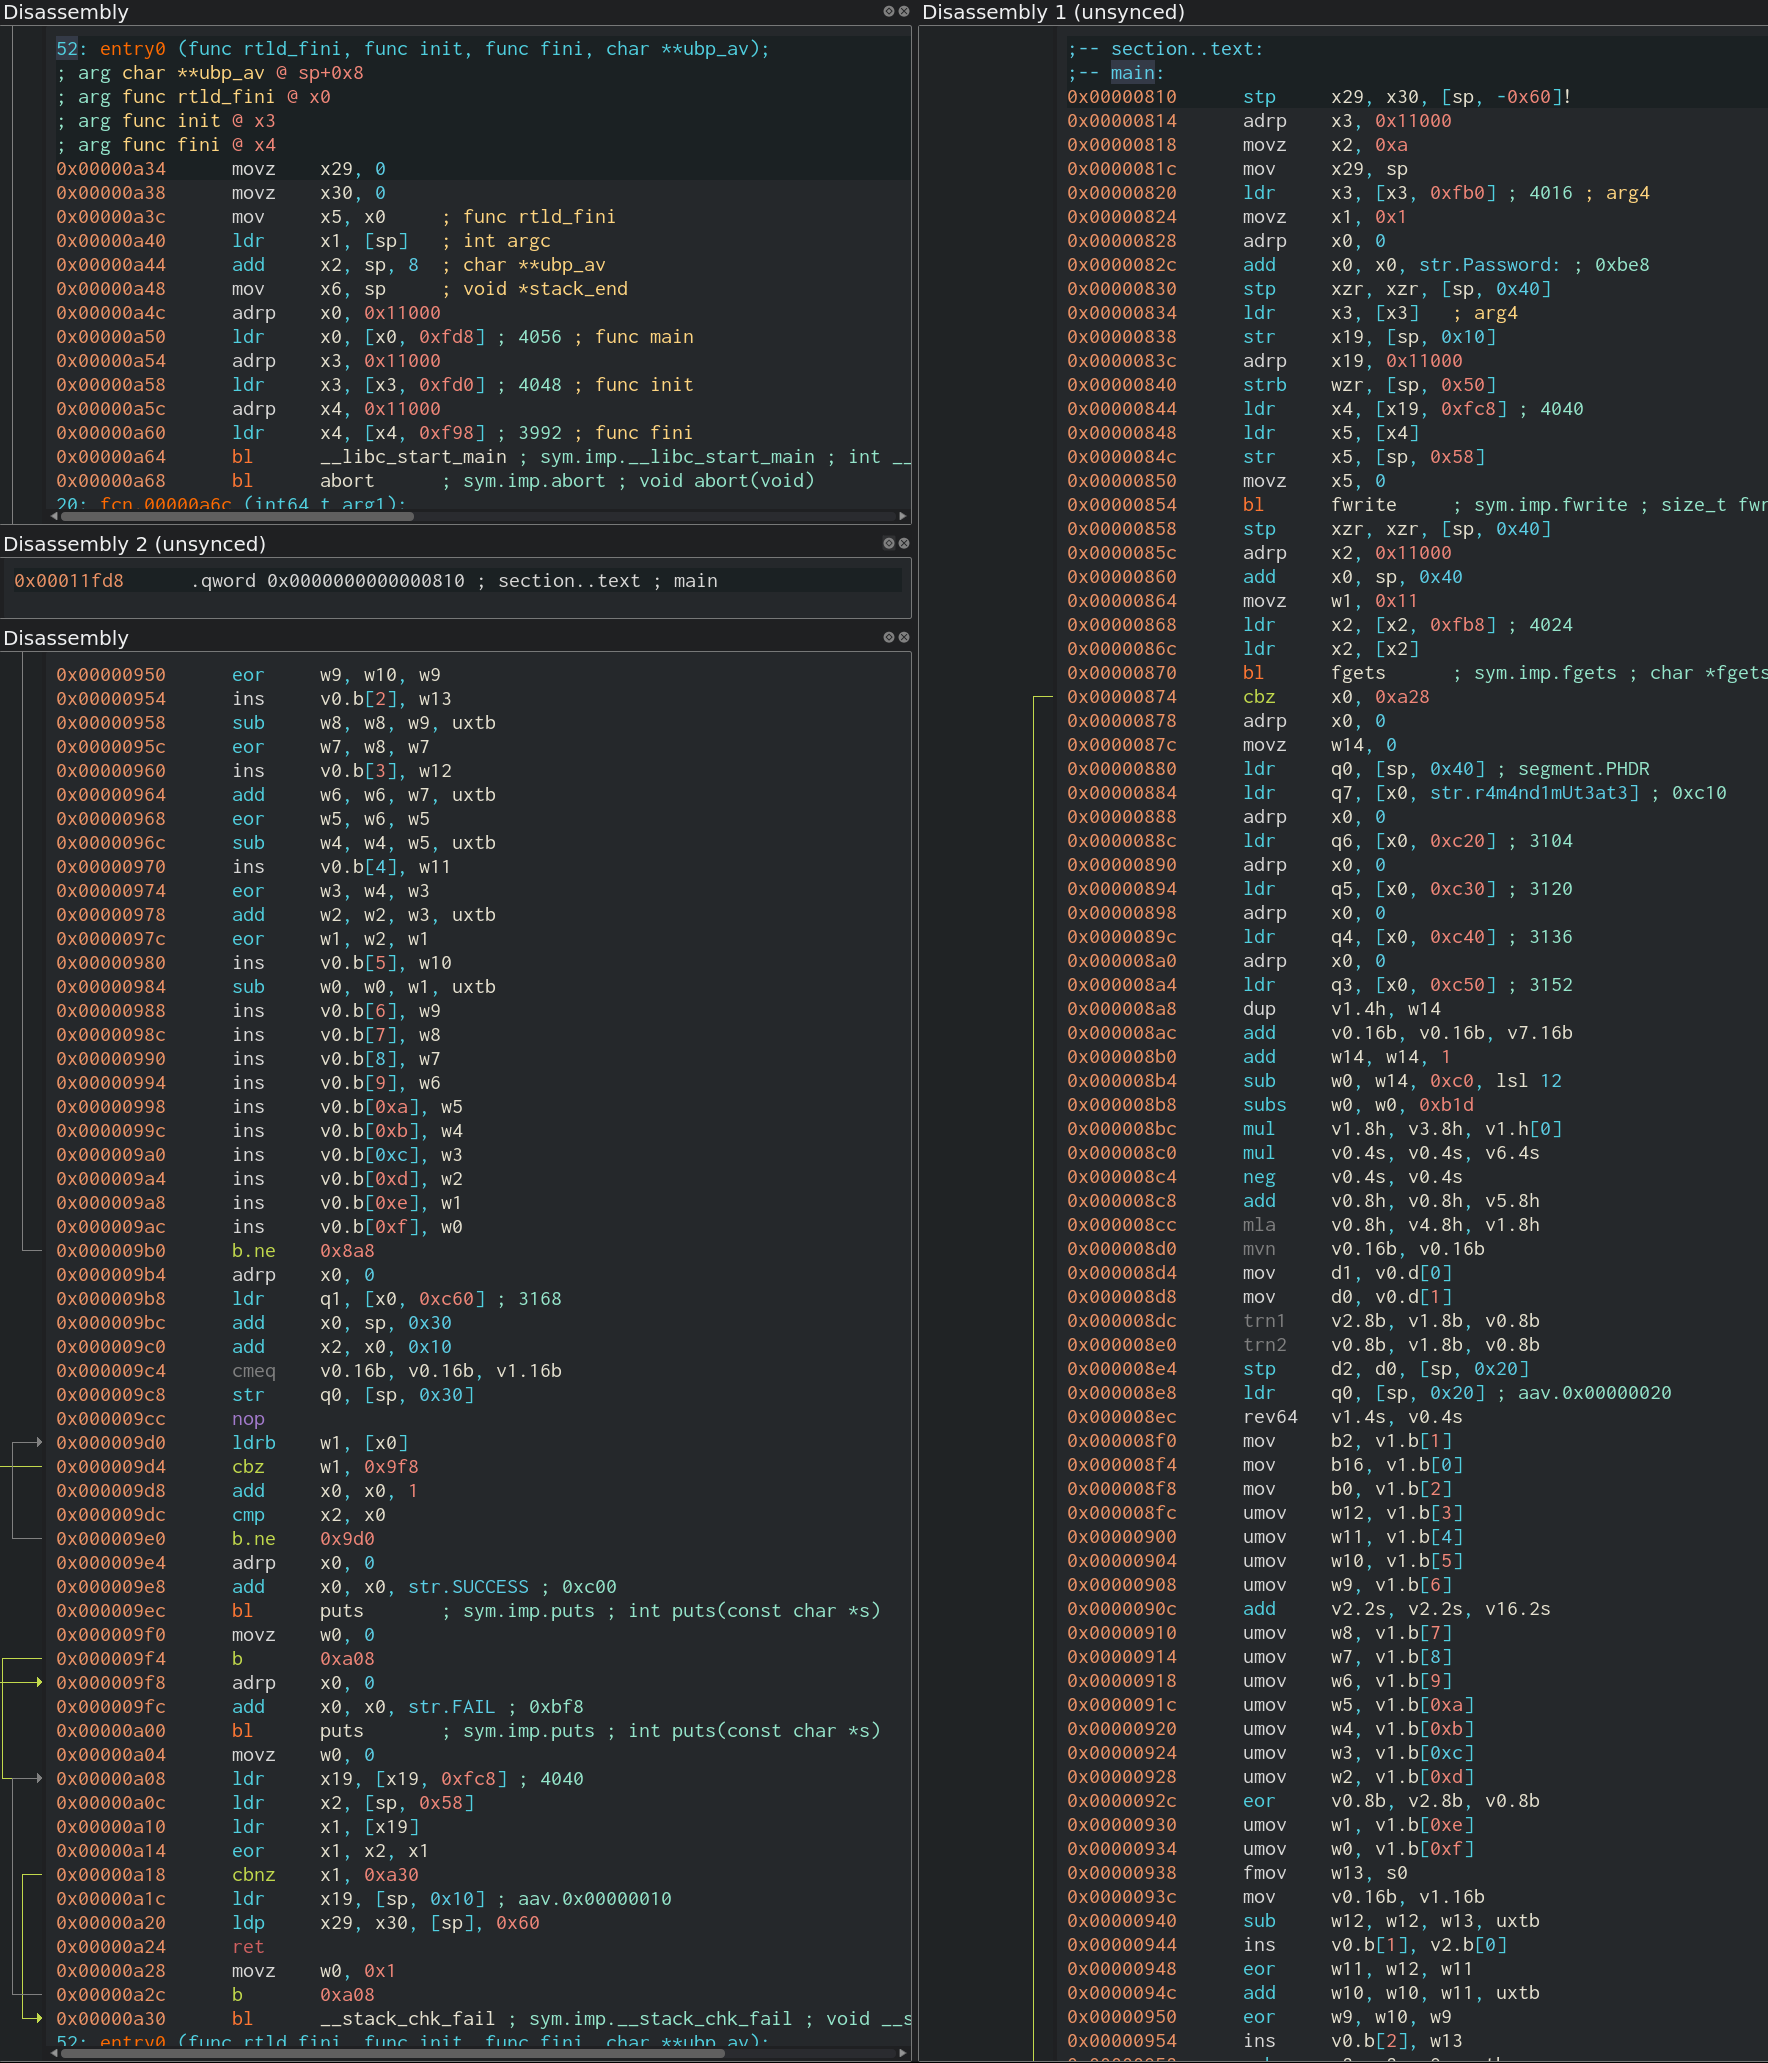 Disassembly
52: entry0 (func rtld_fini, func init, func fini, char **ubp_av);
; arg char **ubp_av @ sp+0x8
; arg func rtld_fini @ x0
; arg func init @ x3
; arg func fini @ x4
0x00000a34 movz x29, 0
0x00000a38 movz x30, 0
0x00000a3c mov x5, x0 ; func rtld_fini
0x00000a40 ldr x1, [sp] ; int argc
0x00000a44 add x2, sp, 8 ; char **ubp_av
0x00000a48 mov x6, sp ; void *stack_end
0x00000a4c adrp x0, 0x11000
0x00000a50 ldr x0, [x0, 0xfd8] ; 4056 ; func main
0x00000a54 adrp x3, 0x11000
0x00000a58 ldr x3, [x3, 0xfd0] ; 4048 ; func init
0x00000a5c adrp x4, 0x11000
0x00000a60 ldr x4, [x4, 0xf98] ; 3992 ; func fini
0x00000a64 bl __libc_start_main ; sym.imp.__libc_start_main ; int __
0x00000a68 bl abort ; sym.imp.abort ; void abort(void)
20: fcn.00000a6c (int64_t arg1);
Disassembly 2 (unsynced)
0x00011fd8 .qword 0x0000000000000810 ; section..text ; main
Disassembly
0x00000950 eor w9, w10, w9
0x00000954 ins v0.b[2], w13
0x00000958 sub w8, w8, w9, uxtb
0x0000095c eor w7, w8, w7
0x00000960 ins v0.b[3], w12
0x00000964 add w6, w6, w7, uxtb
0x00000968 eor w5, w6, w5
0x0000096c sub w4, w4, w5, uxtb
0x00000970 ins v0.b[4], w11
0x00000974 eor w3, w4, w3
0x00000978 add w2, w2, w3, uxtb
0x0000097c eor w1, w2, w1
0x00000980 ins v0.b[5], w10
0x00000984 sub w0, w0, w1, uxtb
0x00000988 ins v0.b[6], w9
0x0000098c ins v0.b[7], w8
0x00000990 ins v0.b[8], w7
0x00000994 ins v0.b[9], w6
0x00000998 ins v0.b[0xa], w5
0x0000099c ins v0.b[0xb], w4
0x000009a0 ins v0.b[0xc], w3
0x000009a4 ins v0.b[0xd], w2
0x000009a8 ins v0.b[0xe], w1
0x000009ac ins v0.b[0xf], w0
0x000009b0 b.ne 0x8a8
0x000009b4 adrp x0, 0
0x000009b8 ldr q1, [x0, 0xc60] ; 3168
0x000009bc add x0, sp, 0x30
0x000009c0 add x2, x0, 0x10
0x000009c4 cmeq v0.16b, v0.16b, v1.16b
0x000009c8 str q0, [sp, 0x30]
0x000009cc nop
0x000009d0 ldrb w1, [x0]
0x000009d4 cbz w1, 0x9f8
0x000009d8 add x0, x0, 1
0x000009dc cmp x2, x0
0x000009e0 b.ne 0x9d0
0x000009e4 adrp x0, 0
0x000009e8 add x0, x0, str.SUCCESS ; 0xc00
0x000009ec bl puts ; sym.imp.puts ; int puts(const char *s)
0x000009f0 movz w0, 0
0x000009f4 b 0xa08
0x000009f8 adrp x0, 0
0x000009fc add x0, x0, str.FAIL ; 0xbf8
0x00000a00 bl puts ; sym.imp.puts ; int puts(const char *s)
0x00000a04 movz w0, 0
0x00000a08 ldr x19, [x19, 0xfc8] ; 4040
0x00000a0c ldr x2, [sp, 0x58]
0x00000a10 ldr x1, [x19]
0x00000a14 eor x1, x2, x1
0x00000a18 cbnz x1, 0xa30
0x00000a1c ldr x19, [sp, 0x10] ; aav.0x00000010
0x00000a20 ldp x29, x30, [sp], 0x60
0x00000a24 ret
0x00000a28 movz w0, 0x1
0x00000a2c b 0xa08
0x00000a30 bl __stack_chk_fail ; sym.imp.__stack_chk_fail ; void __s
52: entry0 (func rtld_fini, func init, func fini, char **ubp_av);
Disassembly 1 (unsynced)
;-- section..text:
;-- main:
0x00000810 stp x29, x30, [sp, -0x60]!
0x00000814 adrp x3, 0x11000
0x00000818 movz x2, 0xa
0x0000081c mov x29, sp
0x00000820 ldr x3, [x3, 0xfb0] ; 4016 ; arg4
0x00000824 movz x1, 0x1
0x00000828 adrp x0, 0
0x0000082c add x0, x0, str.Password: ; 0xbe8
0x00000830 stp xzr, xzr, [sp, 0x40]
0x00000834 ldr x3, [x3] ; arg4
0x00000838 str x19, [sp, 0x10]
0x0000083c adrp x19, 0x11000
0x00000840 strb wzr, [sp, 0x50]
0x00000844 ldr x4, [x19, 0xfc8] ; 4040
0x00000848 ldr x5, [x4]
0x0000084c str x5, [sp, 0x58]
0x00000850 movz x5, 0
0x00000854 bl fwrite ; sym.imp.fwrite ; size_t fwr
0x00000858 stp xzr, xzr, [sp, 0x40]
0x0000085c adrp x2, 0x11000
0x00000860 add x0, sp, 0x40
0x00000864 movz w1, 0x11
0x00000868 ldr x2, [x2, 0xfb8] ; 4024
0x0000086c ldr x2, [x2]
0x00000870 bl fgets ; sym.imp.fgets ; char *fgets
0x00000874 cbz x0, 0xa28
0x00000878 adrp x0, 0
0x0000087c movz w14, 0
0x00000880 ldr q0, [sp, 0x40] ; segment.PHDR
0x00000884 ldr q7, [x0, str.r4m4nd1mUt3at3] ; 0xc10
0x00000888 adrp x0, 0
0x0000088c ldr q6, [x0, 0xc20] ; 3104
0x00000890 adrp x0, 0
0x00000894 ldr q5, [x0, 0xc30] ; 3120
0x00000898 adrp x0, 0
0x0000089c ldr q4, [x0, 0xc40] ; 3136
0x000008a0 adrp x0, 0
0x000008a4 ldr q3, [x0, 0xc50] ; 3152
0x000008a8 dup v1.4h, w14
0x000008ac add v0.16b, v0.16b, v7.16b
0x000008b0 add w14, w14, 1
0x000008b4 sub w0, w14, 0xc0, lsl 12
0x000008b8 subs w0, w0, 0xb1d
0x000008bc mul v1.8h, v3.8h, v1.h[0]
0x000008c0 mul v0.4s, v0.4s, v6.4s
0x000008c4 neg v0.4s, v0.4s
0x000008c8 add v0.8h, v0.8h, v5.8h
0x000008cc mla v0.8h, v4.8h, v1.8h
0x000008d0 mvn v0.16b, v0.16b
0x000008d4 mov d1, v0.d[0]
0x000008d8 mov d0, v0.d[1]
0x000008dc trn1 v2.8b, v1.8b, v0.8b
0x000008e0 trn2 v0.8b, v1.8b, v0.8b
0x000008e4 stp d2, d0, [sp, 0x20]
0x000008e8 ldr q0, [sp, 0x20] ; aav.0x00000020
0x000008ec rev64 v1.4s, v0.4s
0x000008f0 mov b2, v1.b[1]
0x000008f4 mov b16, v1.b[0]
0x000008f8 mov b0, v1.b[2]
0x000008fc umov w12, v1.b[3]
0x00000900 umov w11, v1.b[4]
0x00000904 umov w10, v1.b[5]
0x00000908 umov w9, v1.b[6]
0x0000090c add v2.2s, v2.2s, v16.2s
0x00000910 umov w8, v1.b[7]
0x00000914 umov w7, v1.b[8]
0x00000918 umov w6, v1.b[9]
0x0000091c umov w5, v1.b[0xa]
0x00000920 umov w4, v1.b[0xb]
0x00000924 umov w3, v1.b[0xc]
0x00000928 umov w2, v1.b[0xd]
0x0000092c eor v0.8b, v2.8b, v0.8b
0x00000930 umov w1, v1.b[0xe]
0x00000934 umov w0, v1.b[0xf]
0x00000938 fmov w13, s0
0x0000093c mov v0.16b, v1.16b
0x00000940 sub w12, w12, w13, uxtb
0x00000944 ins v0.b[1], v2.b[0]
0x00000948 eor w11, w12, w11
0x0000094c add w10, w10, w11, uxtb
0x00000950 eor w9, w10, w9
0x00000954 ins v0.b[2], w13